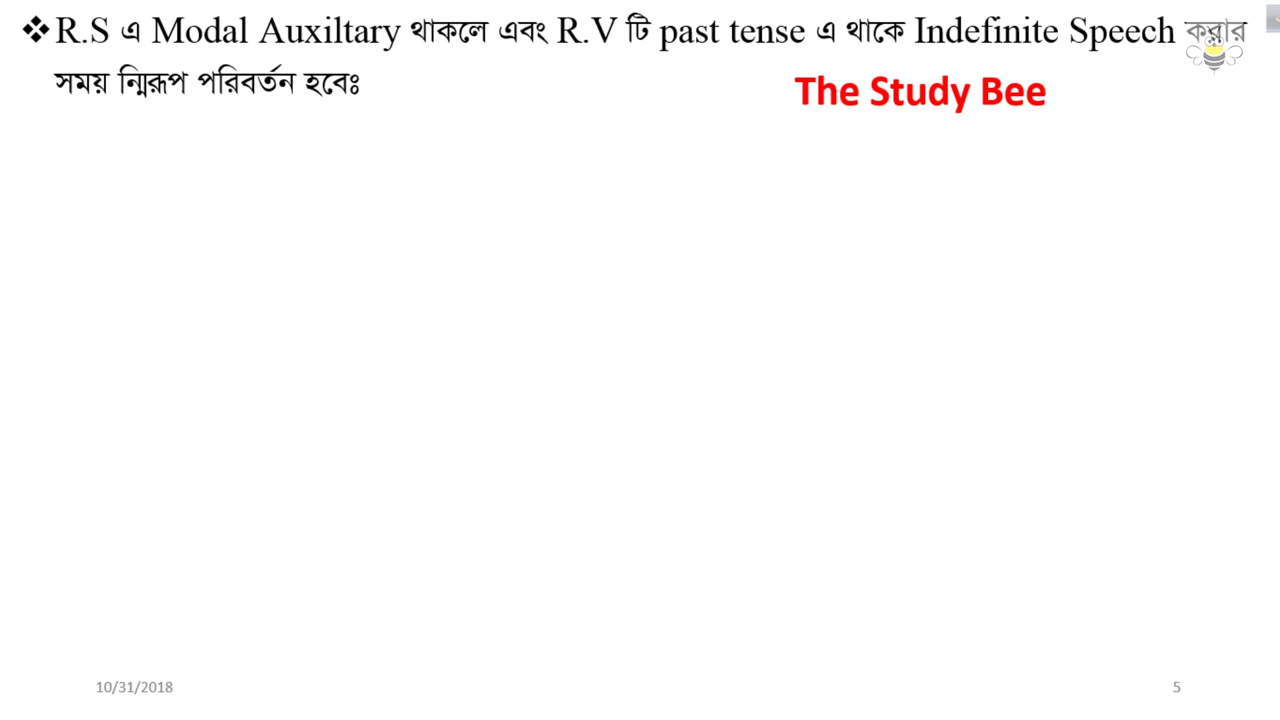 ❖R.S এ Modal Auxiltary থাকলে এবং R.V টি past tense এ থাকে Indefinite Speech করার
সময় ন্মিরূপ পরিবর্তন হবেঃ
The Study Bee
10/31/2018
5